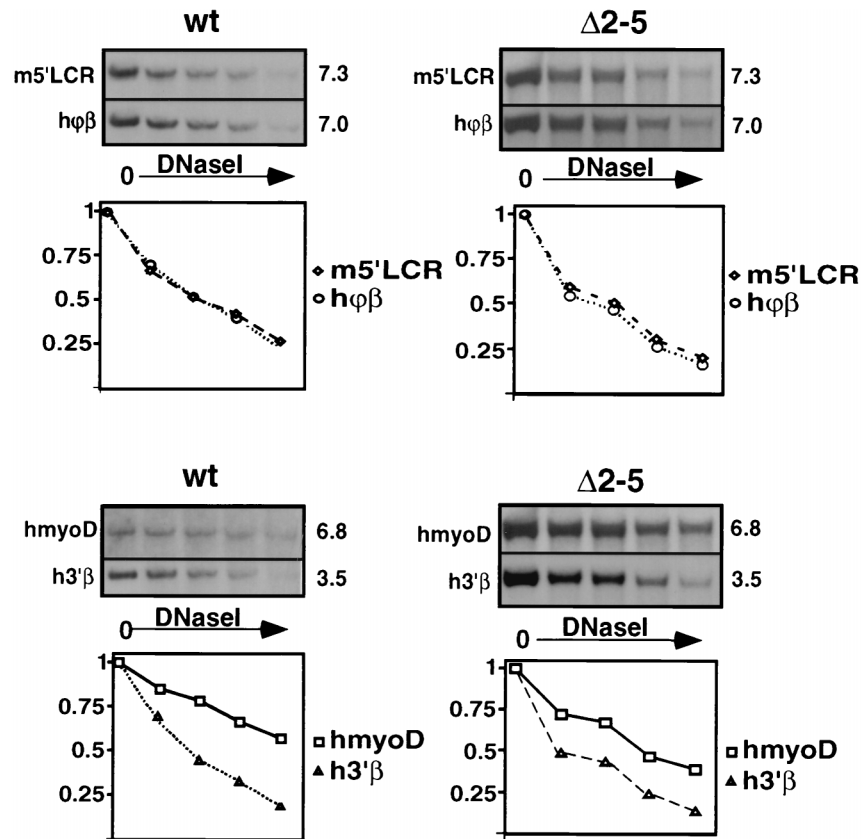 wt
m5'LCR 7.3
hφβ 7.0
0 DNaseI
1
0.75
0.5
0.25
m5'LCR
hφβ
Δ2-5
m5'LCR 7.3
hφβ 7.0
0 DNaseI
1
0.75
0.5
0.25
m5'LCR
hφβ
wt
hmyoD 6.8
h3'β 3.5
0 DNaseI
1
0.75
0.5
0.25
hmyoD
h3'β
Δ2-5
hmyoD 6.8
h3'β 3.5
0 DNaseI
1
0.75
0.5
0.25
hmyoD
h3'β